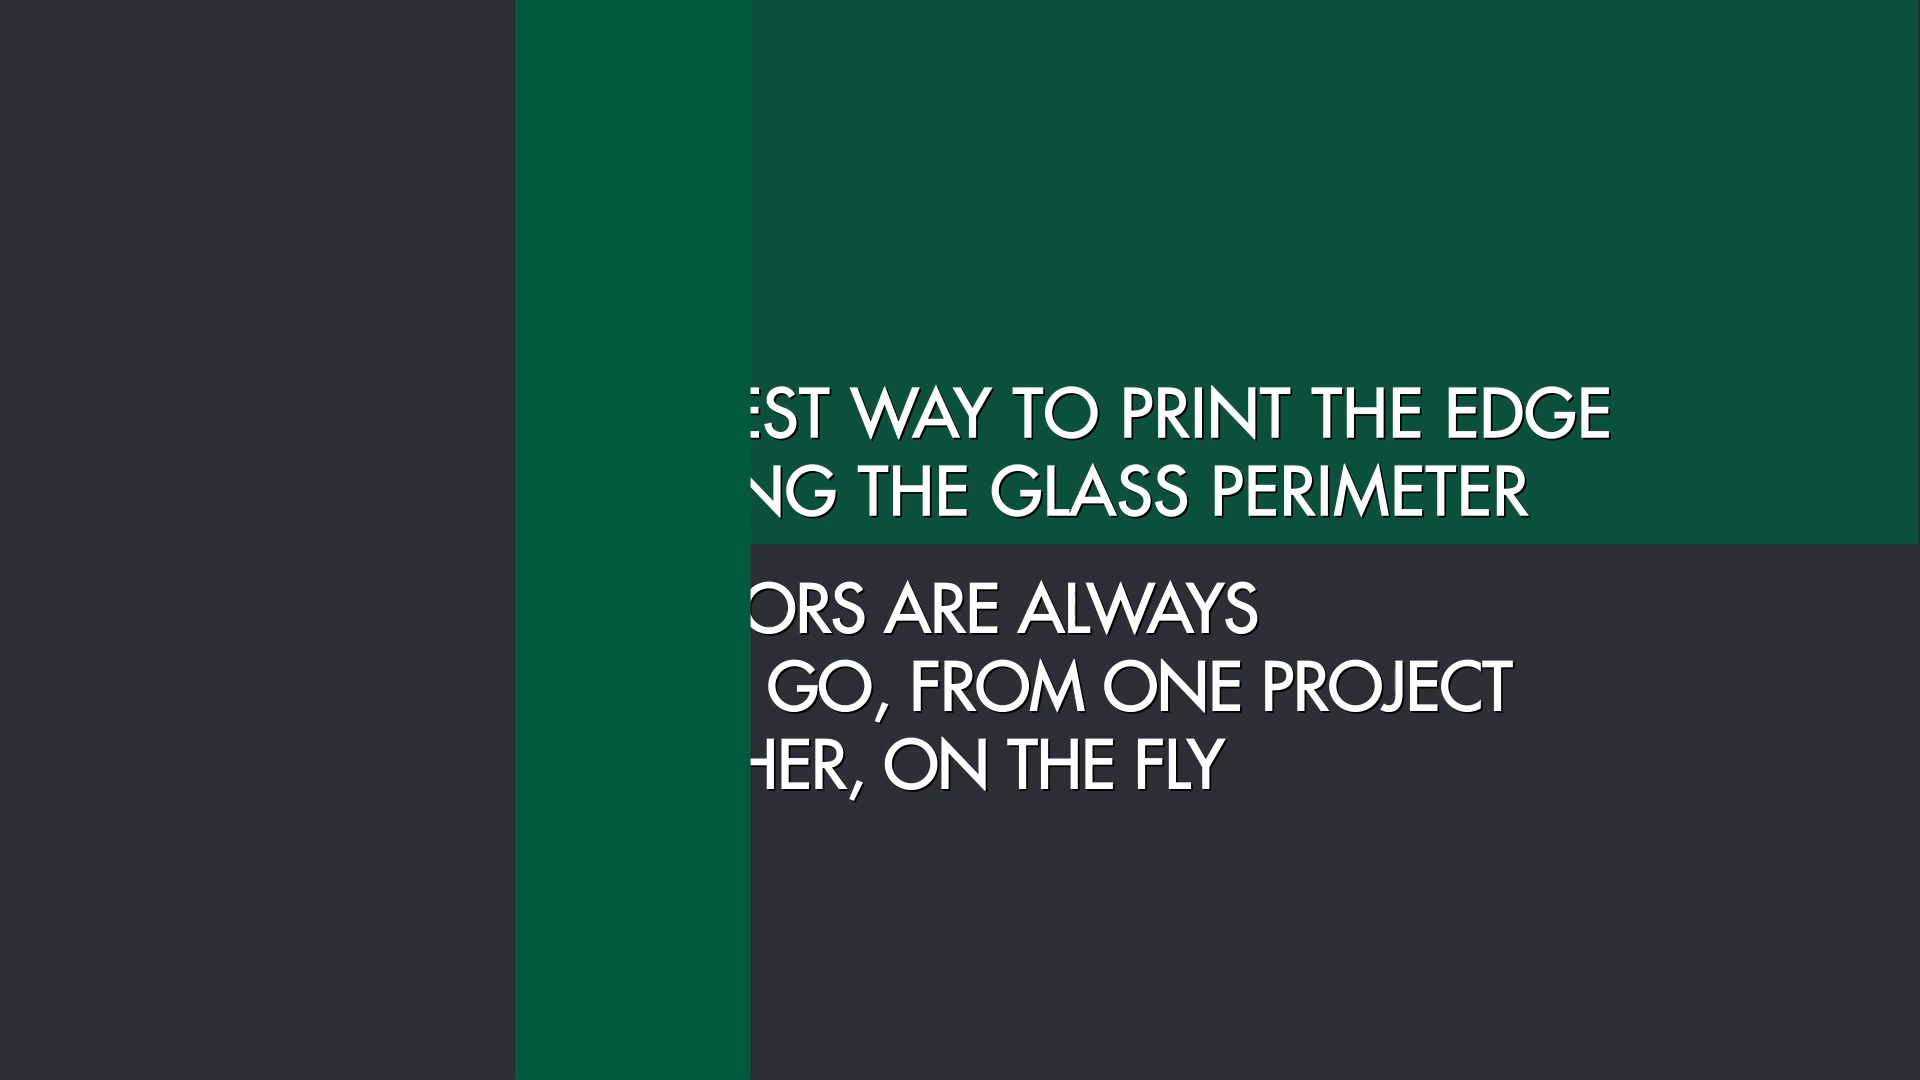 EST WAY TO PRINT THE EDGE
NG THE GLASS PERIMETER
ORS ARE ALWAYS
GO, FROM ONE PROJECT
HER, ON THE FLY